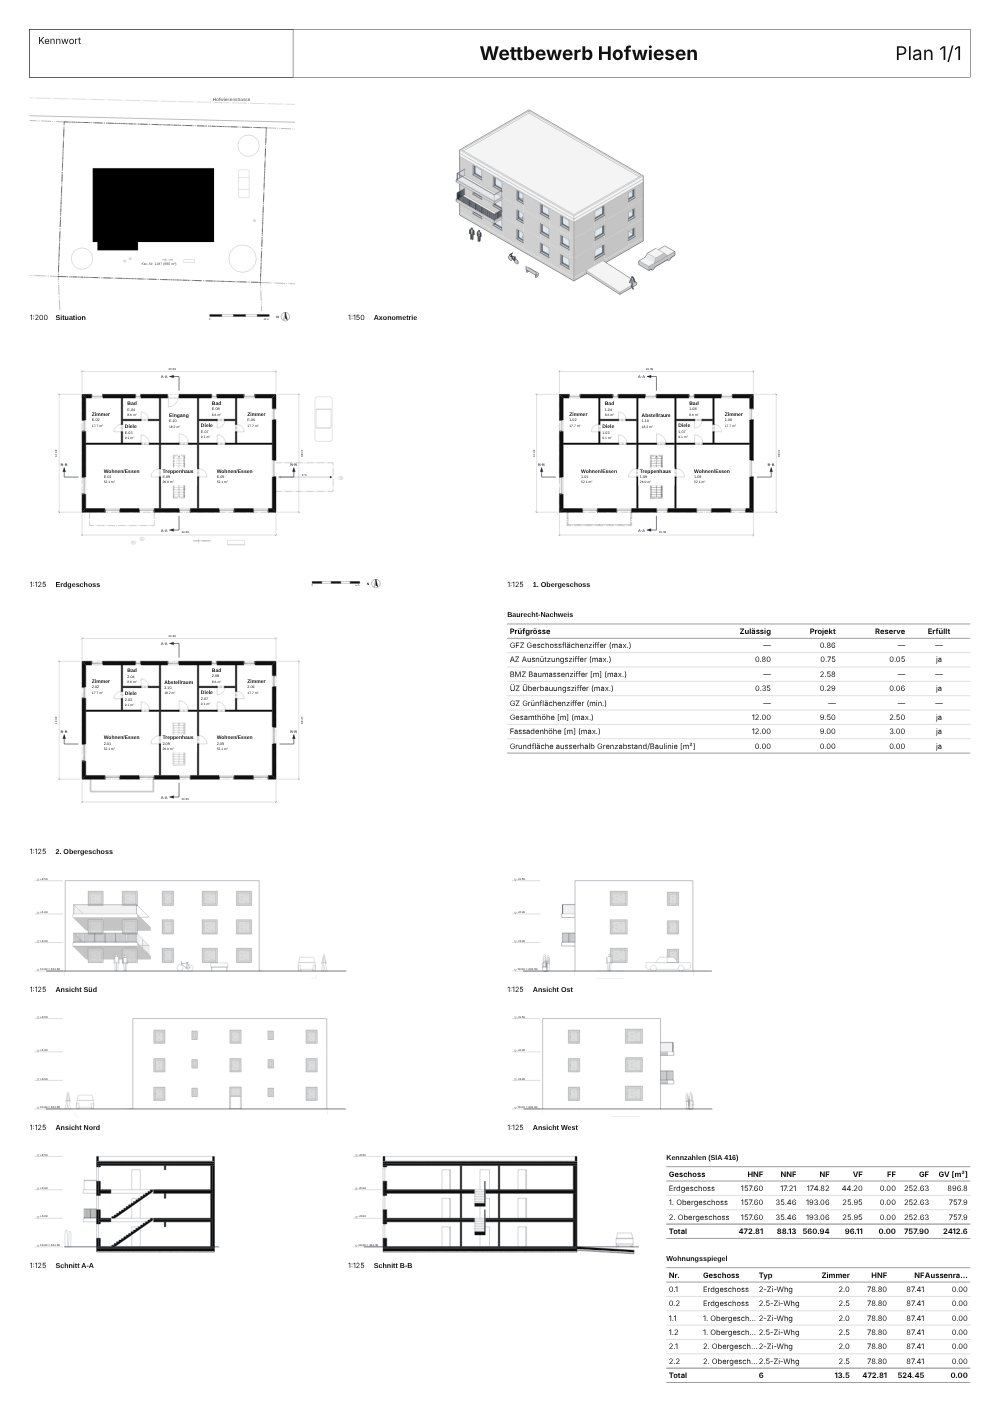 Kennwort
Wettbewerb Hofwiesen
Plan 1/1
Hofwiesenstrasse
1:200 Situation
1:150 Axonometrie
Zimmer
Bad
Eingang
Bad
Zimmer
Diele
Diele
Wohnen/Essen
Treppenhaus
Wohnen/Essen
A-A
B-B
1:125 Erdgeschoss
Zimmer
Bad
Abstellraum
Bad
Zimmer
Diele
Diele
Wohnen/Essen
Treppenhaus
Wohnen/Essen
A-A
B-B
1:125 1. Obergeschoss
Zimmer
Bad
Abstellraum
Bad
Zimmer
Diele
Diele
Wohnen/Essen
Treppenhaus
Wohnen/Essen
A-A
B-B
1:125 2. Obergeschoss
Baurecht-Nachweis
Prüfgrösse Zulässig Projekt Reserve Erfüllt
GFZ Geschossflächenziffer (max.) — 0.86 — —
AZ Ausnützungsziffer (max.) 0.80 0.75 0.05 ja
BMZ Baumassenziffer [m] (max.) — 2.58 — —
ÜZ Überbauungsziffer (max.) 0.35 0.29 0.06 ja
GZ Grünflächenziffer (min.) — — — —
Gesamthöhe [m] (max.) 12.00 9.50 2.50 ja
Fassadenhöhe [m] (max.) 12.00 9.00 3.00 ja
Grundfläche ausserhalb Grenzabstand/Baulinie [m²] 0.00 0.00 0.00 ja
1:125 Ansicht Süd
1:125 Ansicht Ost
1:125 Ansicht Nord
1:125 Ansicht West
1:125 Schnitt A-A
1:125 Schnitt B-B
Kennzahlen (SIA 416)
Geschoss HNF NNF NF VF FF GF GV [m³]
Erdgeschoss 157.60 17.21 174.82 44.20 0.00 252.63 896.8
1. Obergeschoss 157.60 35.46 193.06 25.95 0.00 252.63 757.9
2. Obergeschoss 157.60 35.46 193.06 25.95 0.00 252.63 757.9
Total 472.81 88.13 560.94 96.11 0.00 757.90 2412.6
Wohnungsspiegel
Nr. Geschoss Typ Zimmer HNF NF Aussenra…
0.1 Erdgeschoss 2-Zi-Whg 2.0 78.80 87.41 0.00
0.2 Erdgeschoss 2.5-Zi-Whg 2.5 78.80 87.41 0.00
1.1 1. Obergesch… 2-Zi-Whg 2.0 78.80 87.41 0.00
1.2 1. Obergesch… 2.5-Zi-Whg 2.5 78.80 87.41 0.00
2.1 2. Obergesch… 2-Zi-Whg 2.0 78.80 87.41 0.00
2.2 2. Obergesch… 2.5-Zi-Whg 2.5 78.80 87.41 0.00
Total 6 13.5 472.81 524.45 0.00